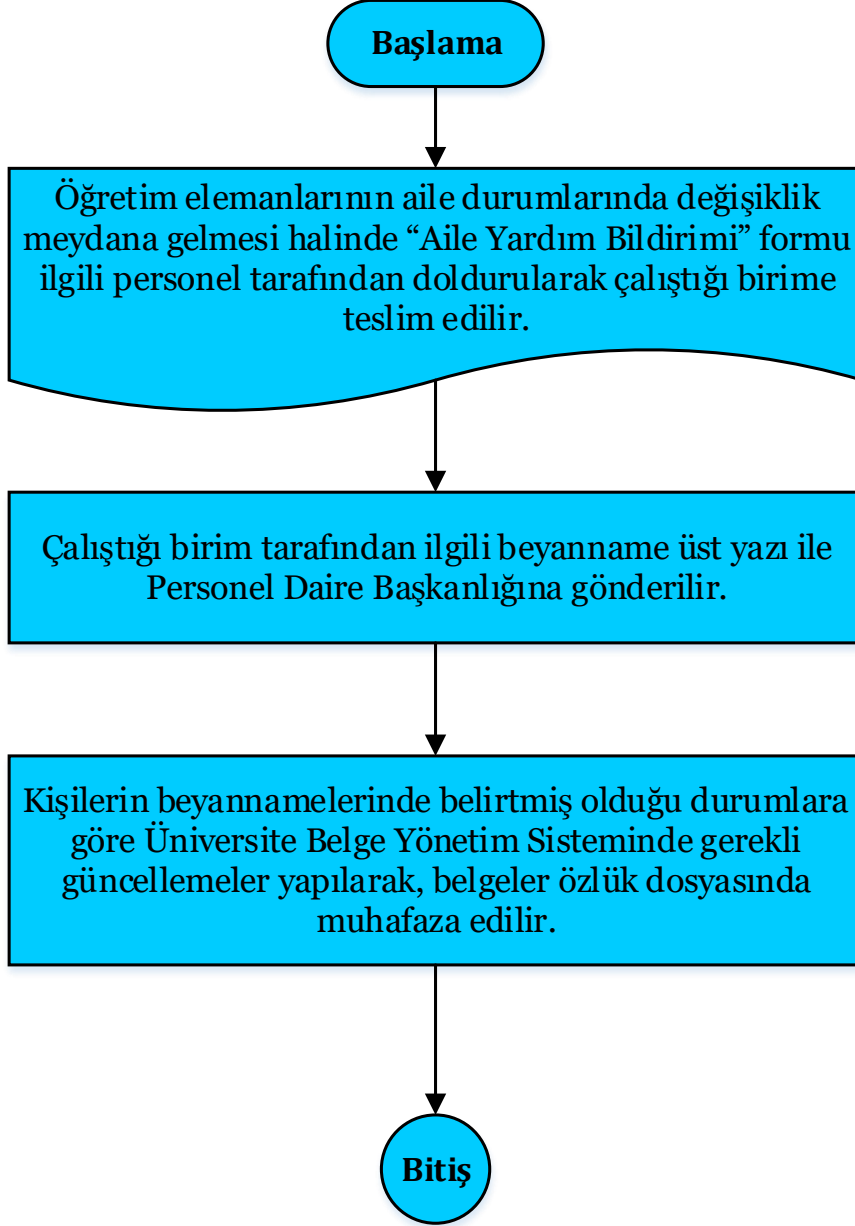 Başlama
Öğretim elemanlarının aile durumlarında değişiklik
meydana gelmesi halinde “Aile Yardım Bildirimi” formu
ilgili personel tarafından doldurularak çalıştığı birime
teslim edilir.
Çalıştığı birim tarafından ilgili beyanname üst yazı ile
Personel Daire Başkanlığına gönderilir.
Kişilerin beyannamelerinde belirtmiş olduğu durumlara
göre Üniversite Belge Yönetim Sisteminde gerekli
güncellemeler yapılarak, belgeler özlük dosyasında
muhafaza edilir.
Bitiş